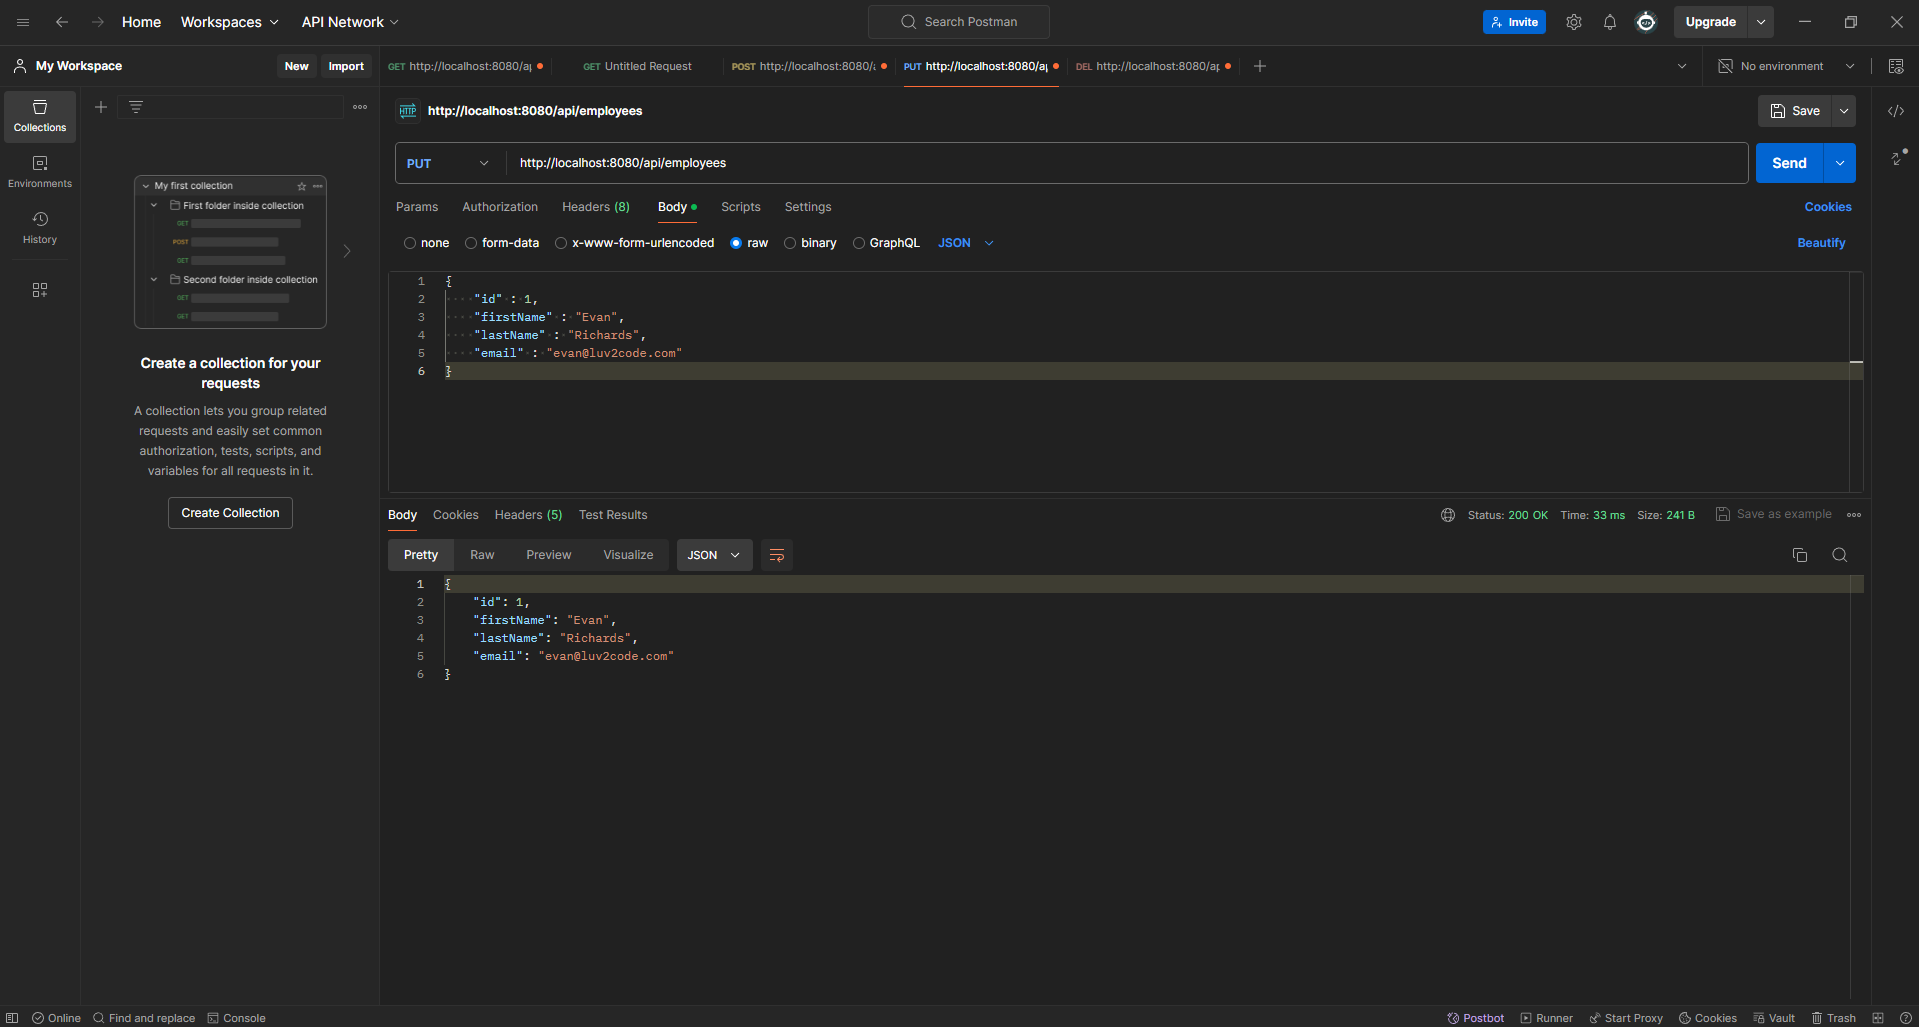 Home Workspaces API Network Search Postman Invite Upgrade
My Workspace New Import GET http://localhost:8080/a GET Untitled Request POST http://localhost:8080/ PUT http://localhost:8080/a DEL http://localhost:8080/a No environment
Collections
Environments
History
My first collection
First folder inside collection
GET
POST
GET
Second folder inside collection
GET
GET
Create a collection for your
requests
A collection lets you group related
requests and easily set common
authorization, tests, scripts, and
variables for all requests in it.
Create Collection
HTTP http://localhost:8080/api/employees Save
PUT http://localhost:8080/api/employees Send
Params Authorization Headers (8) Body Scripts Settings Cookies
none form-data x-www-form-urlencoded raw binary GraphQL JSON Beautify
1 {
2 "id" : 1,
3 "firstName" : "Evan",
4 "lastName" : "Richards",
5 "email" : "evan@luv2code.com"
6 }
Body Cookies Headers (5) Test Results Status: 200 OK Time: 33 ms Size: 241 B Save as example
Pretty Raw Preview Visualize JSON
1 {
2 "id": 1,
3 "firstName": "Evan",
4 "lastName": "Richards",
5 "email": "evan@luv2code.com"
6 }
Online Find and replace Console Postbot Runner Start Proxy Cookies Vault Trash